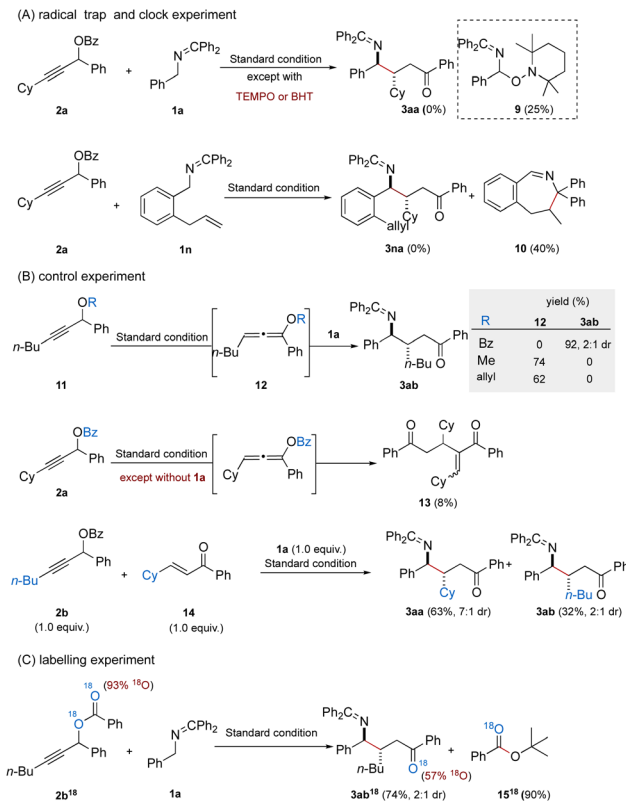 (A) radical trap and clock experiment
OBz
Cy
Ph
2a
+
N=CPh2
Ph
1a
Standard condition
except with
TEMPO or BHT
Ph2C=N
Ph
Cy
O
Ph
3aa (0%)
Ph2C=N
Ph
O
N
9 (25%)
OBz
Cy
Ph
2a
+
N=CPh2
1n
Standard condition
Ph2C=N
allyl
Cy
Ph
O
3na (0%)
+
N
Ph
Ph
Me
10 (40%)
(B) control experiment
OR
n-Bu
Ph
11
Standard condition
n-Bu
OR
Ph
12
1a
Ph2C=N
Ph
n-Bu
O
Ph
3ab
yield (%)
R 12 3ab
Bz 0 92, 2:1 dr
Me 74 0
allyl 62 0
OBz
Cy
Ph
2a
Standard condition
except without 1a
Cy
OBz
Ph
O
Ph
Cy
O
Ph
Cy
13 (8%)
OBz
n-Bu
Ph
2b
(1.0 equiv.)
+
Cy
O
Ph
14
(1.0 equiv.)
1a (1.0 equiv.)
Standard condition
Ph2C=N
Ph
Cy
O
Ph
3aa (63%, 7:1 dr)
+
Ph2C=N
Ph
n-Bu
O
Ph
3ab (32%, 2:1 dr)
(C) labelling experiment
18O (93% 18O)
18O
Ph
n-Bu
Ph
2b18
+
N=CPh2
Ph
1a
Standard condition
Ph2C=N
Ph
n-Bu
Ph
O18
(57% 18O)
3ab18 (74%, 2:1 dr)
+
18O
Ph
O
1518 (90%)